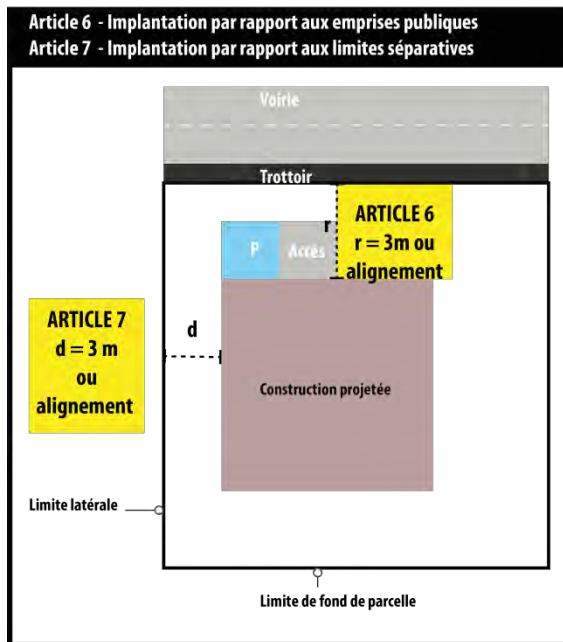 Article 6 - Implantation par rapport aux emprises publiques
Article 7 - Implantation par rapport aux limites séparatives
Voirie
Trottoir
ARTICLE 6
r = 3m ou
alignement
r
P
Accès
ARTICLE 7
d = 3 m
ou
alignement
d
Construction projetée
Limite latérale
Limite de fond de parcelle